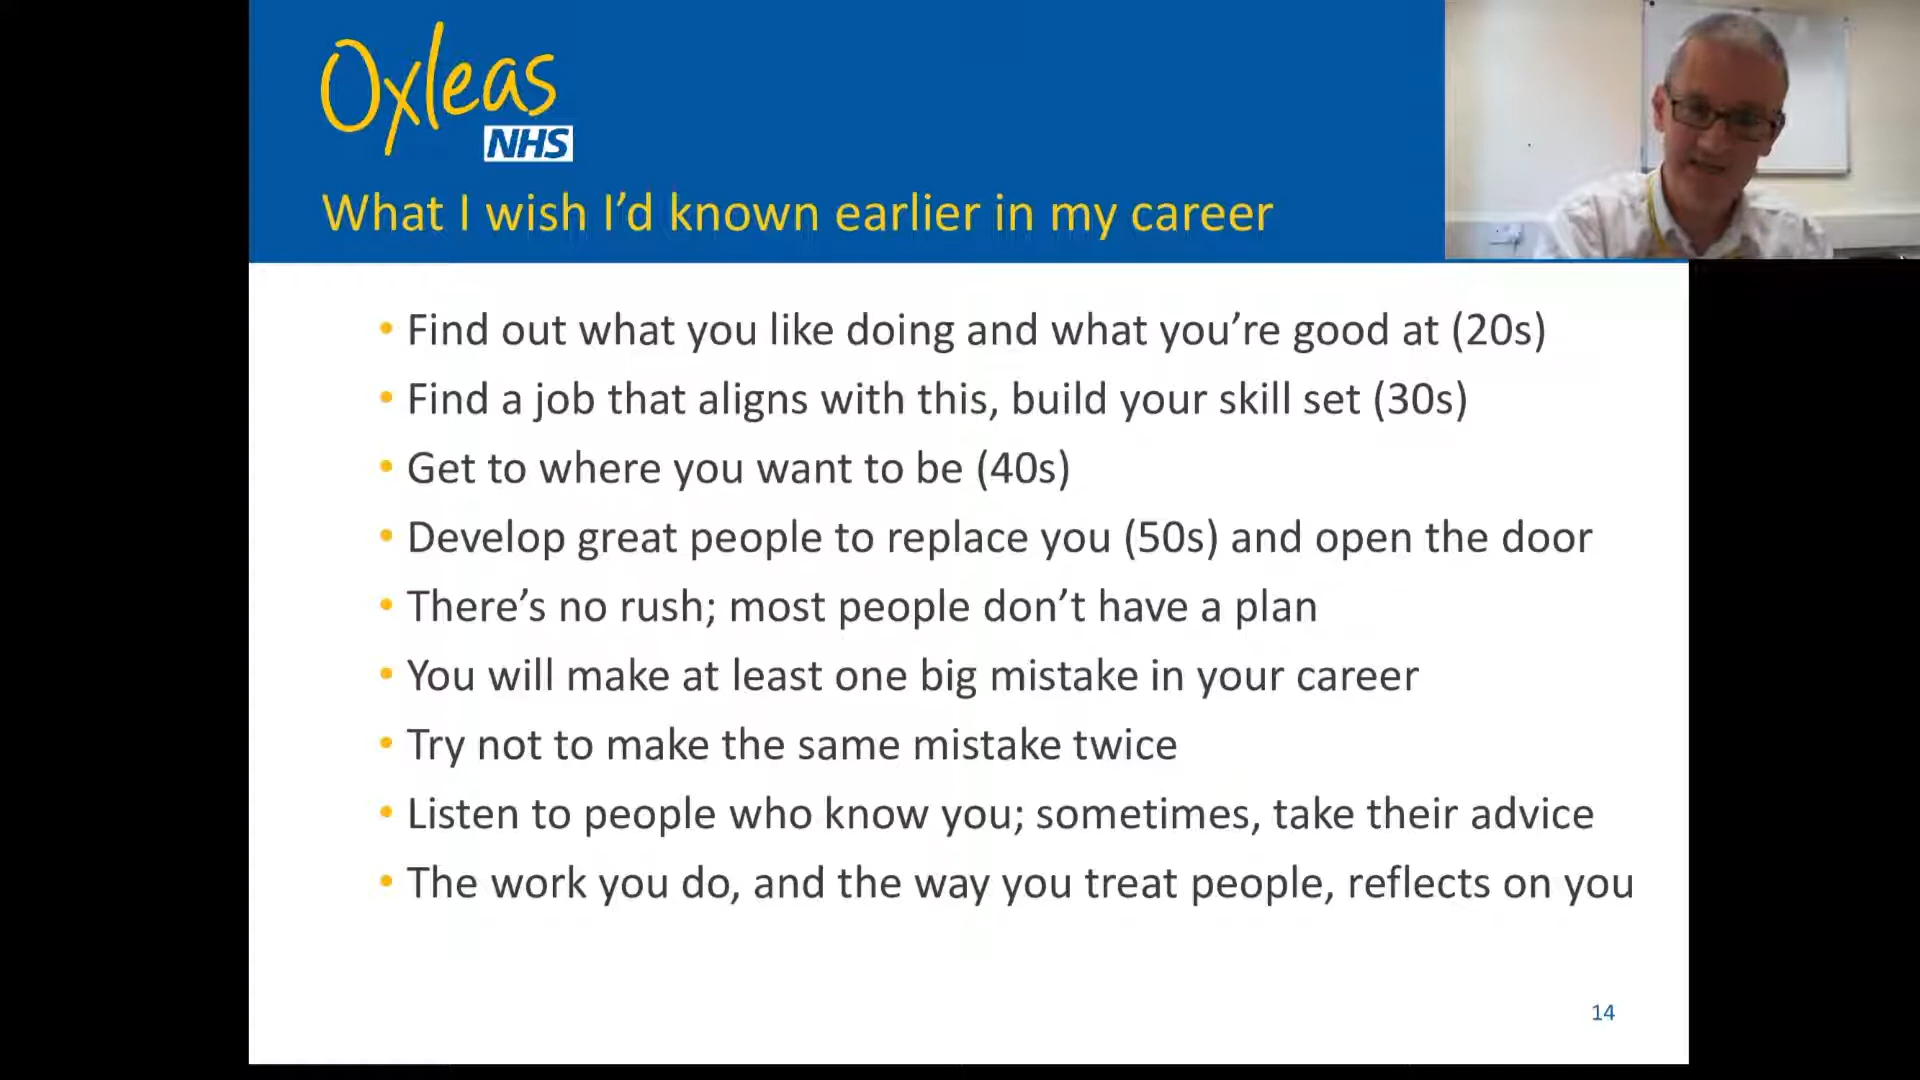 Oxleas
NHS
What I wish I’d known earlier in my career
• Find out what you like doing and what you’re good at (20s)
• Find a job that aligns with this, build your skill set (30s)
• Get to where you want to be (40s)
• Develop great people to replace you (50s) and open the door
• There’s no rush; most people don’t have a plan
• You will make at least one big mistake in your career
• Try not to make the same mistake twice
• Listen to people who know you; sometimes, take their advice
• The work you do, and the way you treat people, reflects on you
14